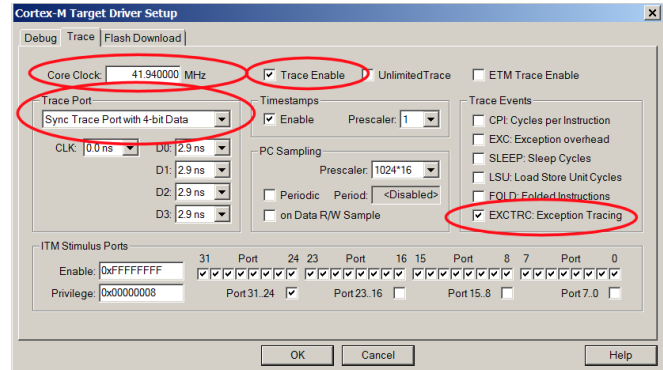 Cortex-M Target Driver Setup
Debug Trace Flash Download
Core Clock: 41.940000 MHz Trace Enable UnlimitedTrace ETM Trace Enable
Trace Port Timestamps Trace Events
Sync Trace Port with 4-bit Data Enable Prescaler: 1 CPI: Cycles per Instruction
CLK: 0.0 ns D0: 2.9 ns EXC: Exception overhead
PC Sampling SLEEP: Sleep Cycles
D1: 2.9 ns Prescaler: 1024*16 LSU: Load Store Unit Cycles
D2: 2.9 ns Periodic Period: <Disabled> FOLD: Folded Instructions
D3: 2.9 ns on Data R/W Sample EXCTRC: Exception Tracing
ITM Stimulus Ports
31 Port 24 23 Port 16 15 Port 8 7 Port 0
Enable: 0xFFFFFFFF
Privilege: 0x00000008 Port 31..24 Port 23..16 Port 15..8 Port 7..0
OK Cancel Help